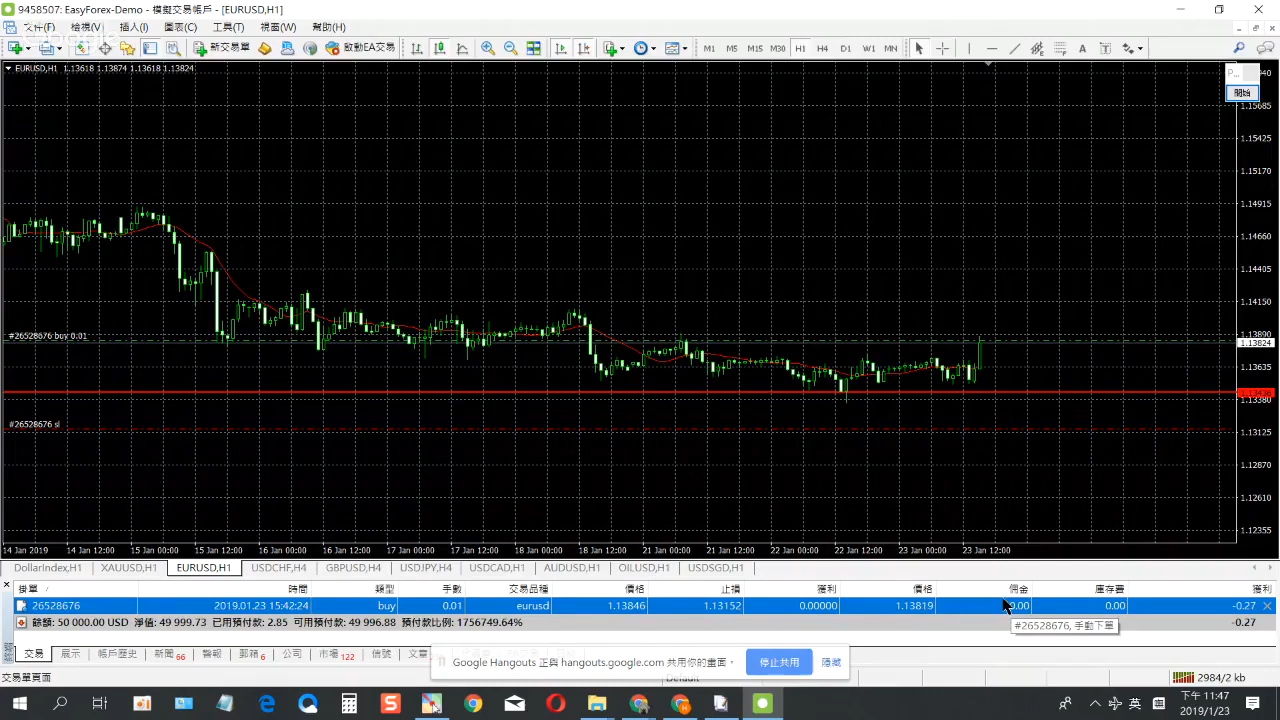 9458507: EasyForex-Demo - 模擬交易帳戶 - [EURUSD,H1]
文件(F) 檢視(V) 插入(I) 圖表(C) 工具(T) 視窗(W) 幫助(H)
新交易單 啟動EA交易 M1 M5 M15 M30 H1 H4 D1 W1 MN A T
EURUSD,H1 1.13618 1.13874 1.13618 1.13824
P...
開始
1.15685
1.15425
1.15170
1.14915
1.14660
1.14405
1.14150
1.13890
#26528676 buy 0.01
1.13824
1.13635
1.13436
1.13380
#26528676 sl
1.13125
1.12870
1.12610
1.12355
14 Jan 2019 14 Jan 12:00 15 Jan 00:00 15 Jan 12:00 16 Jan 00:00 16 Jan 12:00 17 Jan 00:00 17 Jan 12:00 18 Jan 00:00 18 Jan 12:00 21 Jan 00:00 21 Jan 12:00 22 Jan 00:00 22 Jan 12:00 23 Jan 00:00 23 Jan 12:00
DollarIndex,H1 XAUUSD,H1 EURUSD,H1 USDCHF,H4 GBPUSD,H4 USDJPY,H4 USDCAD,H1 AUDUSD,H1 OILUSD,H1 USDSGD,H1
掛單 / 時間 類型 手數 交易品種 價格 止損 獲利 價格 佣金 庫存費 獲利
26528676 2019.01.23 15:42:24 buy 0.01 eurusd 1.13846 1.13152 0.00000 1.13819 0.00 0.00 -0.27
餘額: 50 000.00 USD 淨值: 49 999.73 已用預付款: 2.85 可用預付款: 49 996.88 預付款比例: 1756749.64% -0.27
#26528676, 手動下單
交易 展示 帳戶歷史 新聞 66 警報 郵箱 6 公司 市場 122 信號 文章
Google Hangouts 正與 hangouts.google.com 共用你的畫面。 停止共用 隱藏
交易單頁面 Default 2984/2 kb
英
下午 11:47
2019/1/23